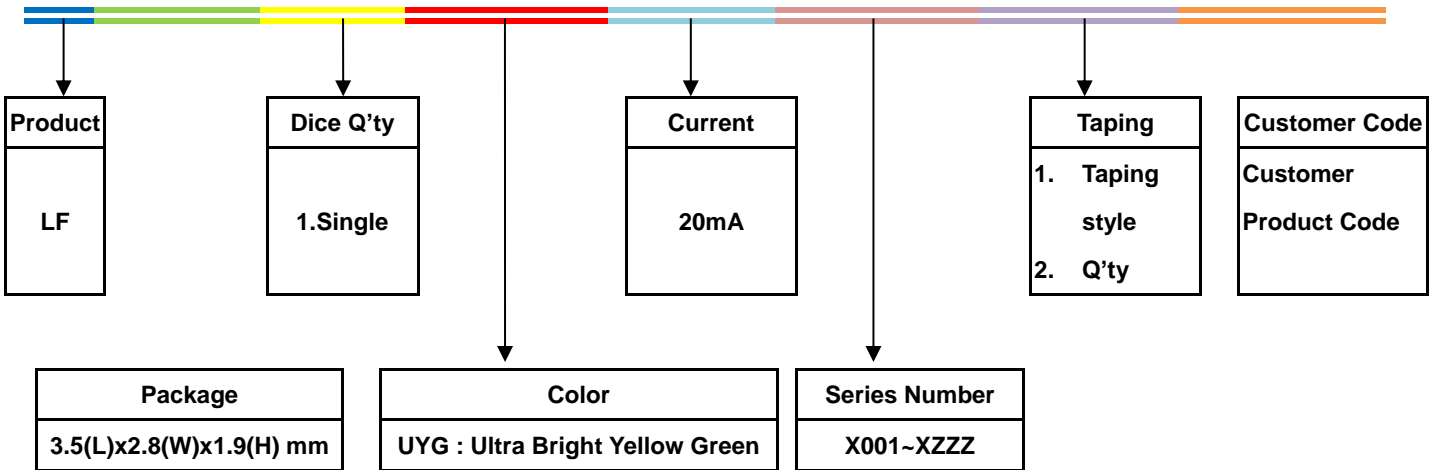 Product
LF
Dice Q’ty
1.Single
Current
20mA
Taping
1. Taping
style
2. Q’ty
Customer Code
Customer
Product Code
Package
3.5(L)x2.8(W)x1.9(H) mm
Color
UYG : Ultra Bright Yellow Green
Series Number
X001~XZZZ